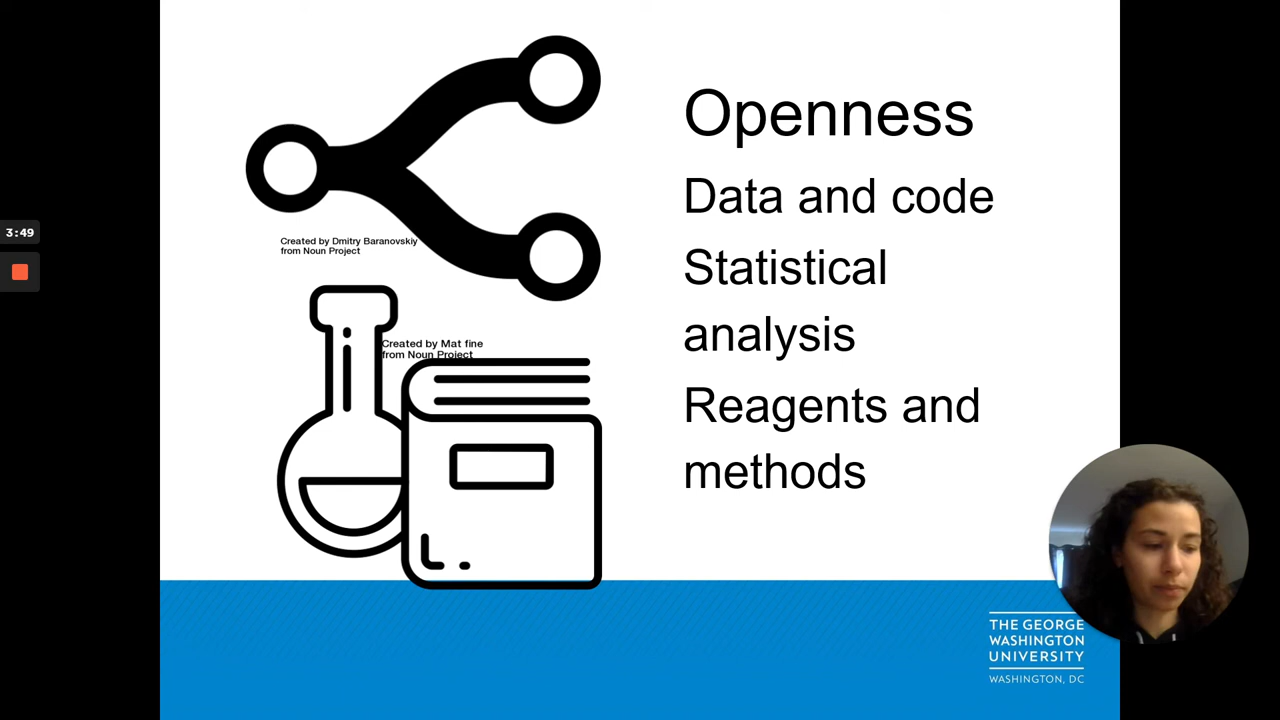 3:49
Created by Dmitry Baranovskiy
from Noun Project
Created by Mat fine
from Noun Project
Openness
Data and code
Statistical
analysis
Reagents and
methods
THE GEORGE
WASHINGTON
UNIVERSITY
WASHINGTON, DC